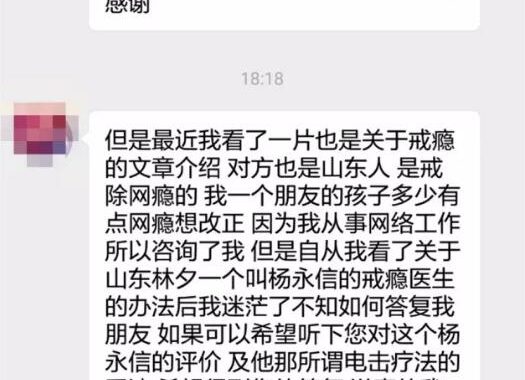 感谢
18:18
但是最近我看了一片也是关于戒瘾
的文章介绍 对方也是山东人 是戒
除网瘾的 我一个朋友的孩子多少有
点网瘾想改正 因为我从事网络工作
所以咨询了我 但是自从我看了关于
山东林夕一个叫杨永信的戒瘾医生
的办法后我迷茫了不知如何答复我
朋友 如果可以希望听下您对这个杨
永信的评价 及他那所谓电击疗法的